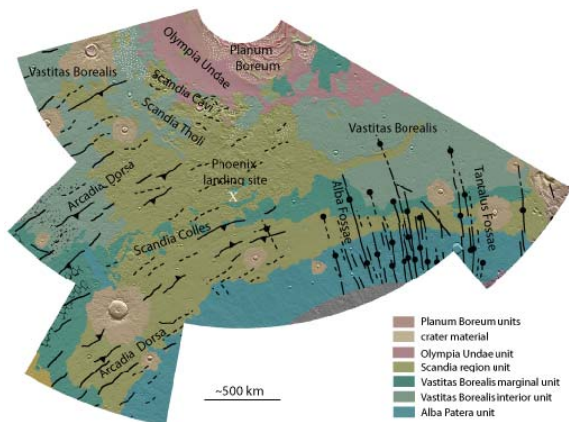 Olympia Undae
Planum
Boreum
Vastitas Borealis
Scandia Cavi
Scandia Tholi
Vastitas Borealis
Phoenix
landing site
X
Arcadia Dorsa
Alba Fossae
Tantalus Fossae
Scandia Colles
Arcadia Dorsa
~500 km
Planum Boreum units
crater material
Olympia Undae unit
Scandia region unit
Vastitas Borealis marginal unit
Vastitas Borealis interior unit
Alba Patera unit